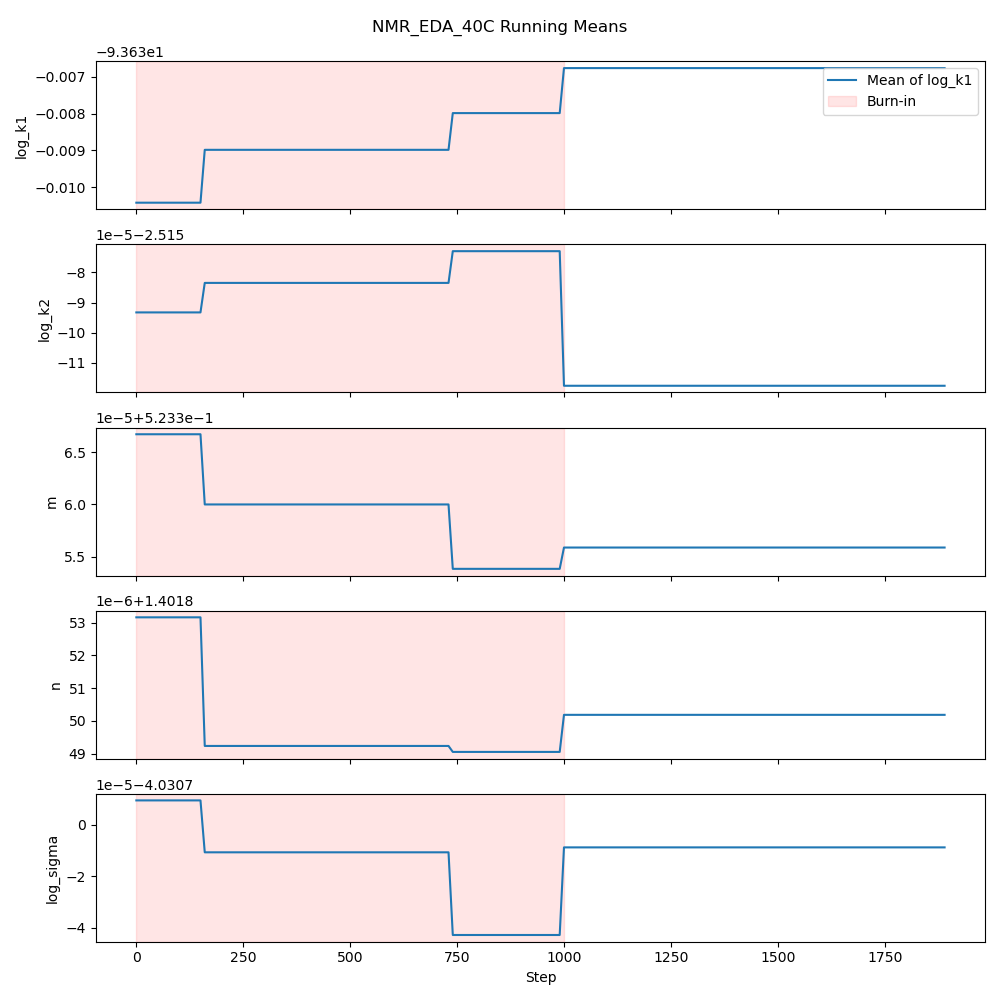 NMR_EDA_40C Running Means
−9.363e1
−0.007
−0.008
−0.009
−0.010
log_k1
Mean of log_k1
Burn-in
1e−5−2.515
−8
−9
−10
−11
log_k2
1e−5+5.233e−1
6.5
6.0
5.5
m
1e−6+1.4018
53
52
51
50
49
n
1e−5−4.0307
0
−2
−4
log_sigma
0 250 500 750 1000 1250 1500 1750
Step